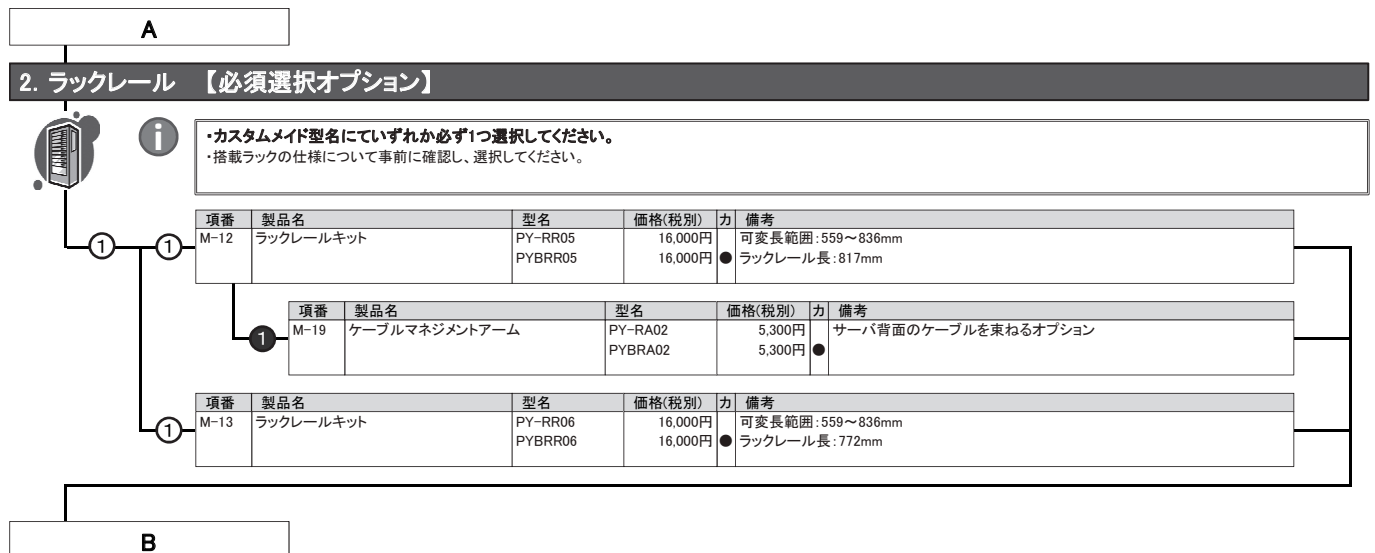 A
2. ラックレール 【必須選択オプション】
i
・カスタムメイド型名にていずれか必ず1つ選択してください。
・搭載ラックの仕様について事前に確認し、選択してください。
項番 製品名 型名 価格(税別) カ 備考
① ① M-12 ラックレールキット PY-RR05 16,000円 可変長範囲:559～836mm
PYBRR05 16,000円 ● ラックレール長:817mm
項番 製品名 型名 価格(税別) カ 備考
❶ M-19 ケーブルマネジメントアーム PY-RA02 5,300円 サーバ背面のケーブルを束ねるオプション
PYBRA02 5,300円 ●
項番 製品名 型名 価格(税別) カ 備考
① M-13 ラックレールキット PY-RR06 16,000円 可変長範囲:559～836mm
PYBRR06 16,000円 ● ラックレール長:772mm
B